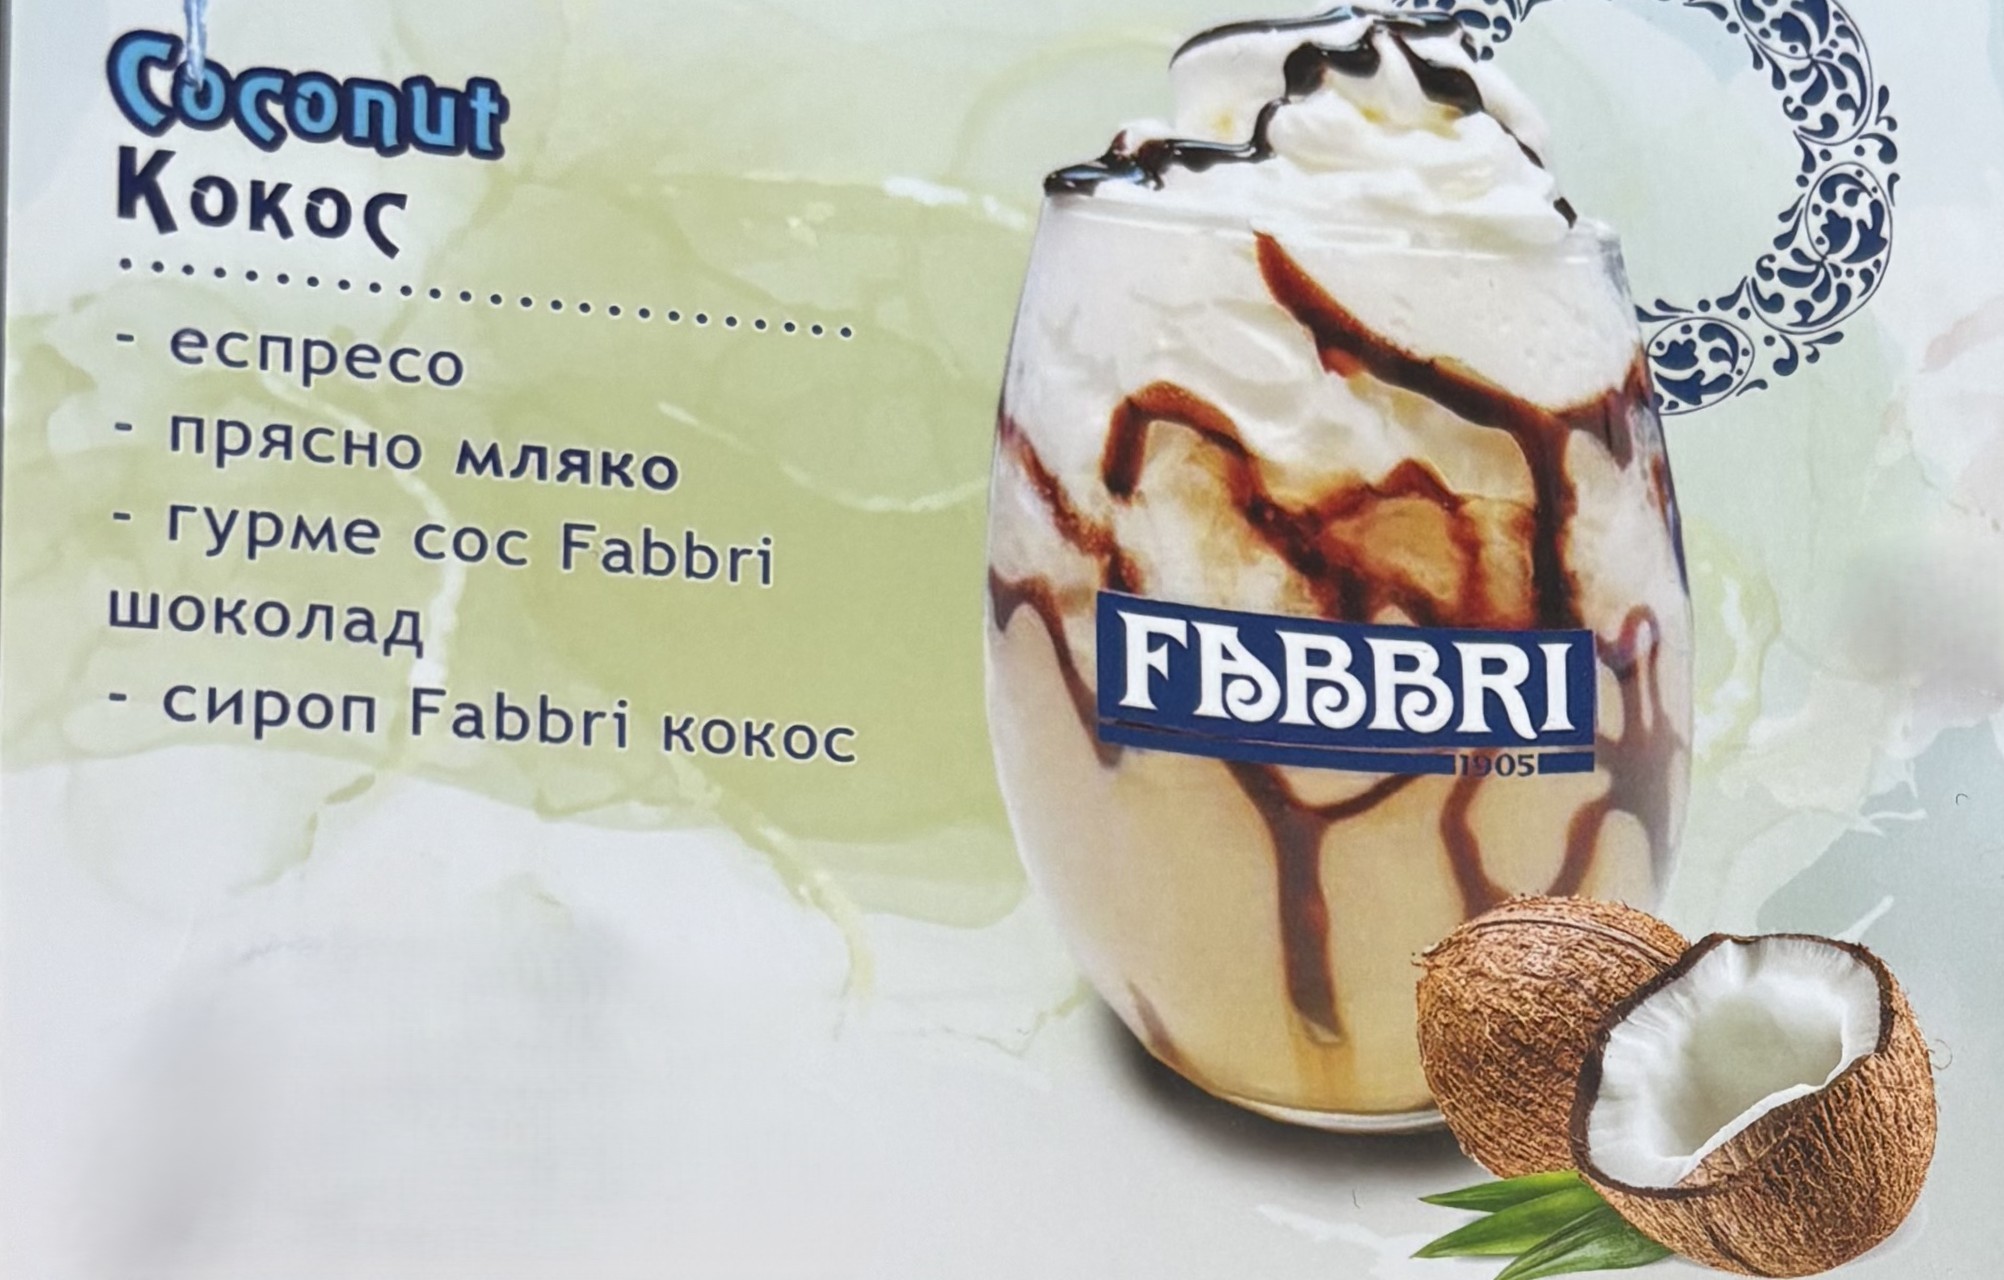 Coconut
Кокос
- еспресо
- прясно мляко
- гурме сос Fabbri
шоколад
- сироп Fabbri кокос
FABBRI
1905